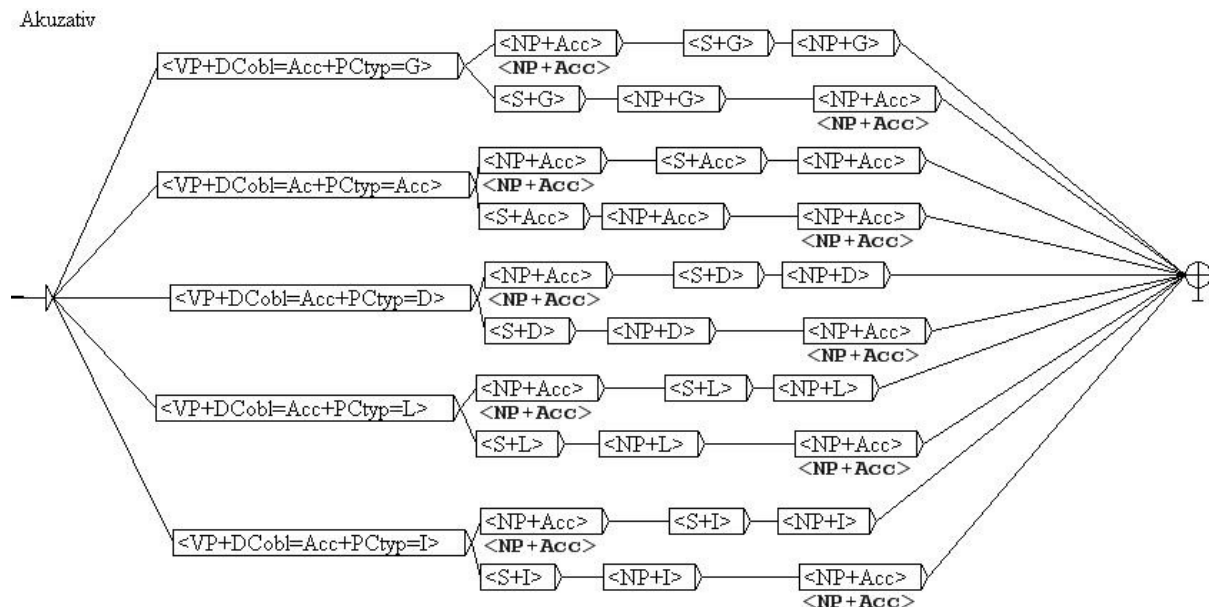 Akuzativ
<VP+DCobl=Acc+PCtyp=G>
<NP+Acc> <S+G> <NP+G>
<NP+Acc>
<S+G> <NP+G> <NP+Acc>
<NP+Acc>
<VP+DCobl=Ac+PCtyp=Acc>
<NP+Acc> <S+Acc> <NP+Acc>
<NP+Acc>
<S+Acc> <NP+Acc> <NP+Acc>
<NP+Acc>
<VP+DCobl=Acc+PCtyp=D>
<NP+Acc> <S+D> <NP+D>
<NP+Acc>
<S+D> <NP+D> <NP+Acc>
<NP+Acc>
<VP+DCobl=Acc+PCtyp=L>
<NP+Acc> <S+L> <NP+L>
<NP+Acc>
<S+L> <NP+L> <NP+Acc>
<NP+Acc>
<VP+DCobl=Acc+PCtyp=I>
<NP+Acc> <S+I> <NP+I>
<NP+Acc>
<S+I> <NP+I> <NP+Acc>
<NP+Acc>